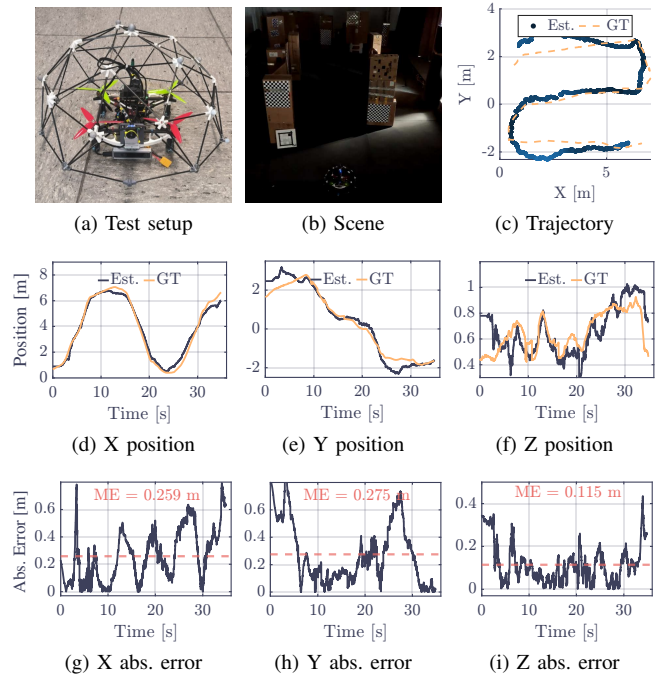 4
2
0
-2
Y [m]
Est. GT
0 5
X [m]
(a) Test setup (b) Scene (c) Trajectory
8
6
4
2
0
Position [m]
Est. GT
0 10 20 30
Time [s]
2
0
-2
Est. GT
0 10 20 30
Time [s]
1
0.8
0.6
0.4
Est. GT
0 10 20 30
Time [s]
(d) X position (e) Y position (f) Z position
0.6
0.4
0.2
0
Abs. Error [m]
ME = 0.259 m
0 10 20 30
Time [s]
0.6
0.4
0.2
0
ME = 0.275 m
0 10 20 30
Time [s]
0.4
0.2
0
ME = 0.115 m
0 10 20 30
Time [s]
(g) X abs. error (h) Y abs. error (i) Z abs. error